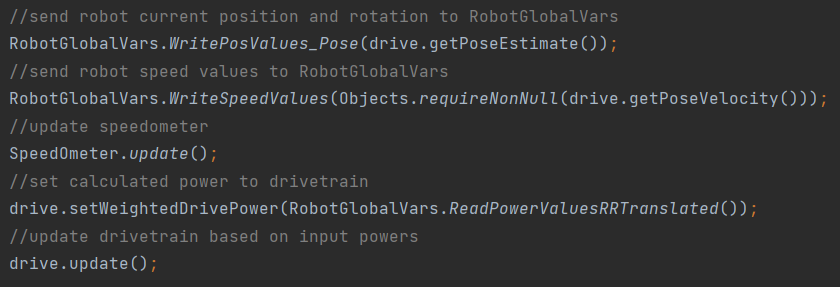 //send robot current position and rotation to RobotGlobalVars
RobotGlobalVars.WritePosValues_Pose(drive.getPoseEstimate());
//send robot speed values to RobotGlobalVars
RobotGlobalVars.WriteSpeedValues(Objects.requireNonNull(drive.getPoseVelocity()));
//update speedometer
SpeedOmeter.update();
//set calculated power to drivetrain
drive.setWeightedDrivePower(RobotGlobalVars.ReadPowerValuesRRTranslated());
//update drivetrain based on input powers
drive.update();